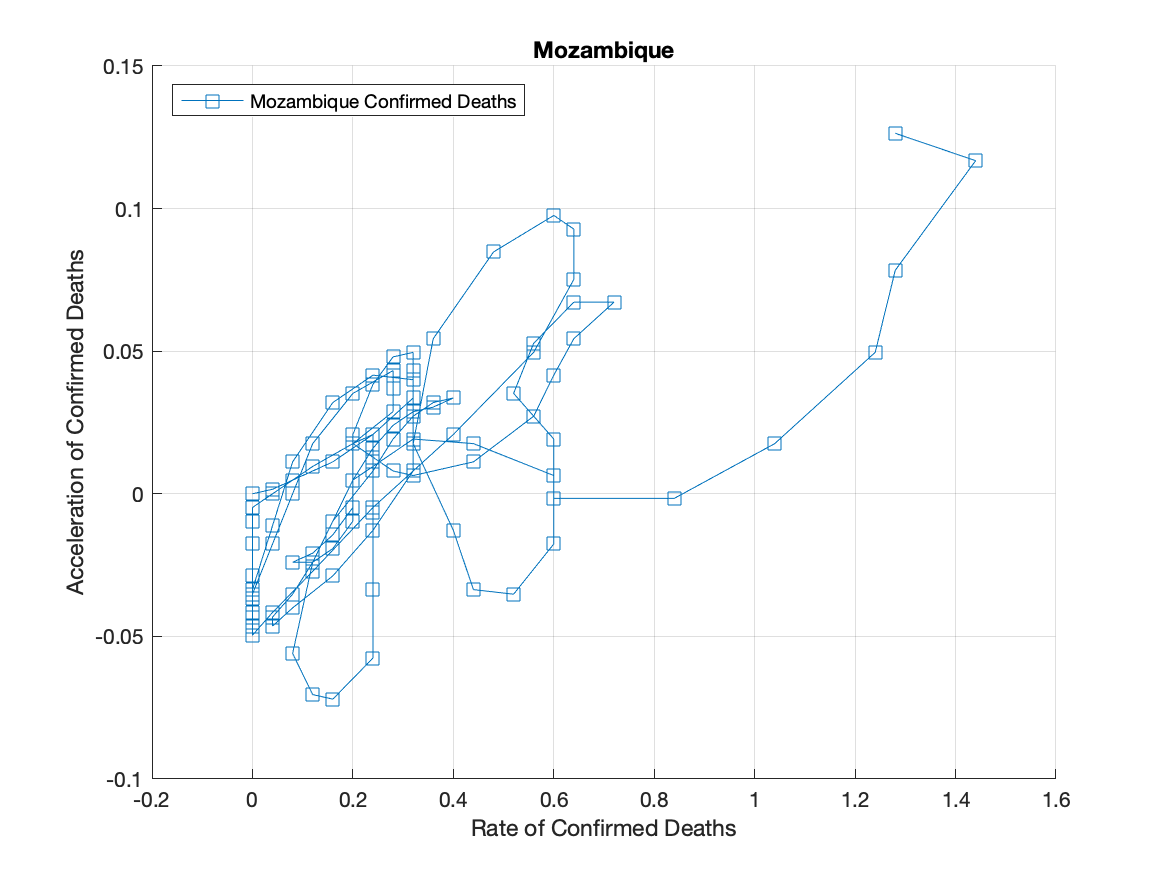 Mozambique
0.15
Mozambique Confirmed Deaths
0.1
0.05
0
-0.05
-0.1
Acceleration of Confirmed Deaths
-0.2 0 0.2 0.4 0.6 0.8 1 1.2 1.4 1.6
Rate of Confirmed Deaths